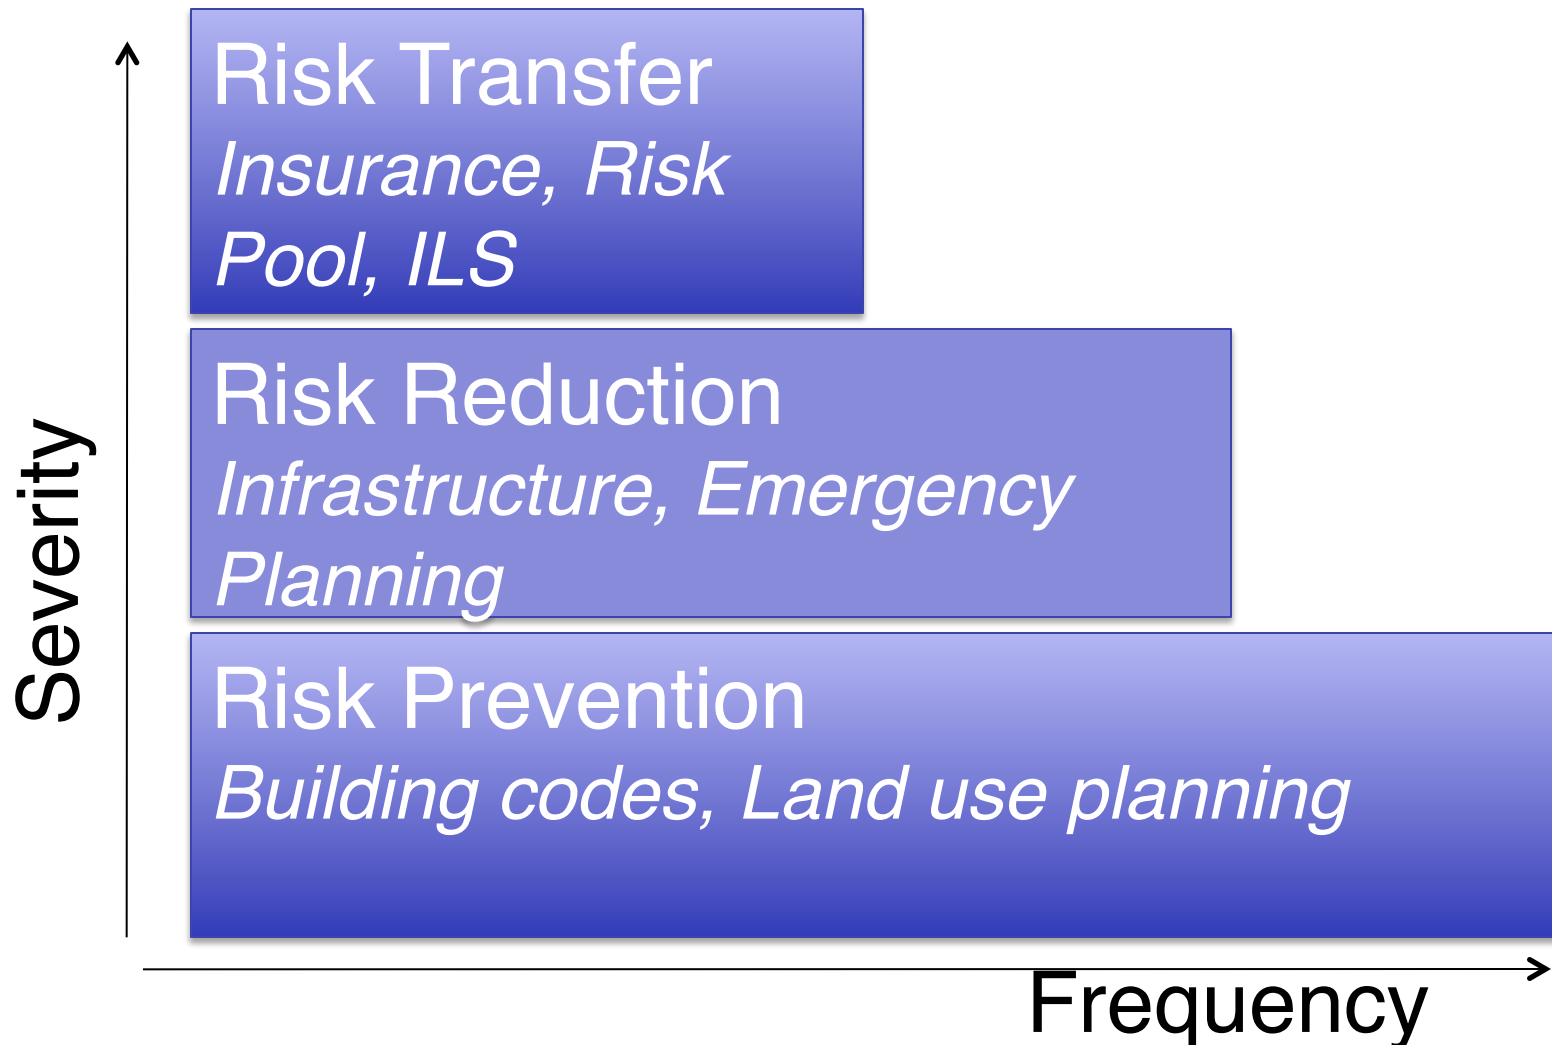 Risk Transfer
Insurance, Risk
Pool, ILS
Risk Reduction
Infrastructure, Emergency
Planning
Risk Prevention
Building codes, Land use planning
Severity
Frequency